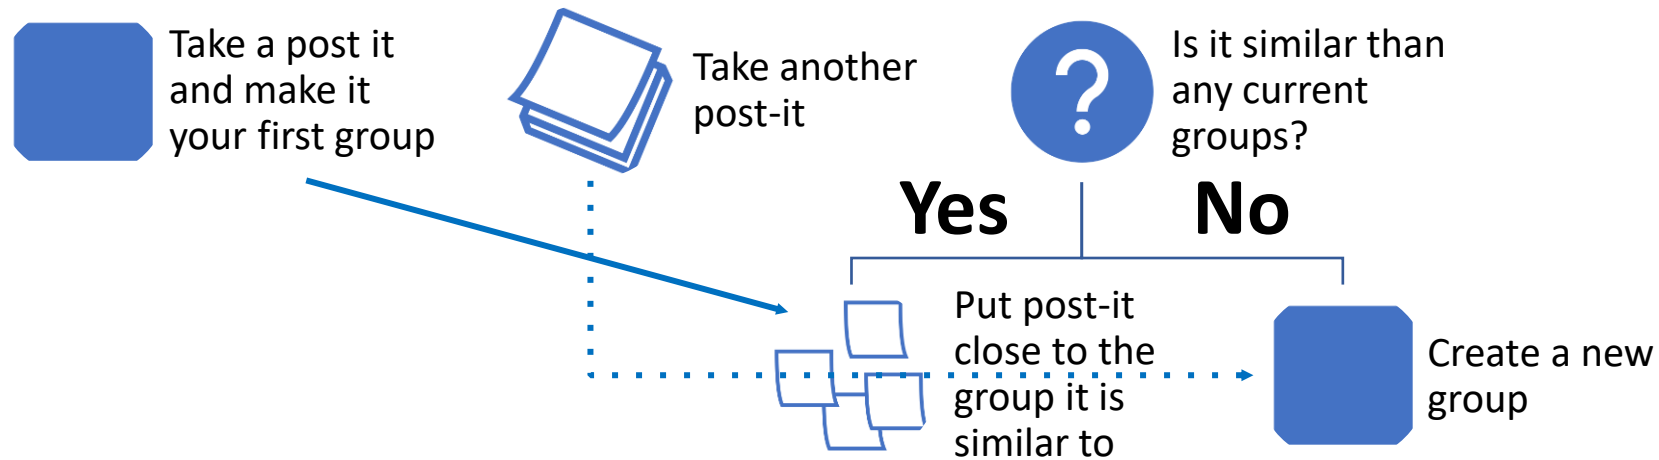 Take a post it
and make it
your first group
Take another
post-it
?
Is it similar than
any current
groups?
Yes
No
Put post-it
close to the
group it is
similar to
Create a new
group